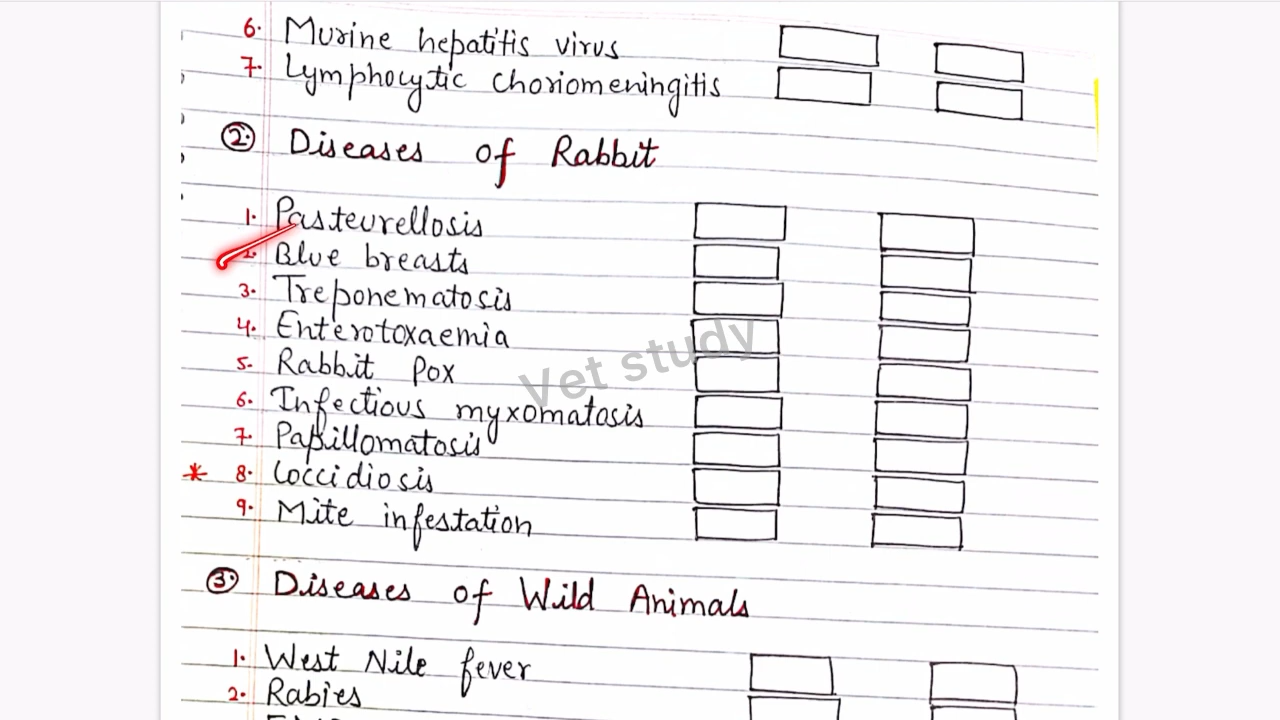 6. Murine hepatitis virus
7. Lymphocytic Choriomeningitis
2. Diseases of Rabbit
1. Pasteurellosis
2. Blue breasts
3. Treponematosis
4. Enterotoxaemia
5. Rabbit Pox
6. Infectious myxomatosis
7. Papillomatosis
* 8. Coccidiosis
9. Mite infestation
Vet study
3. Diseases of Wild Animals
1. West Nile fever
2. Rabies